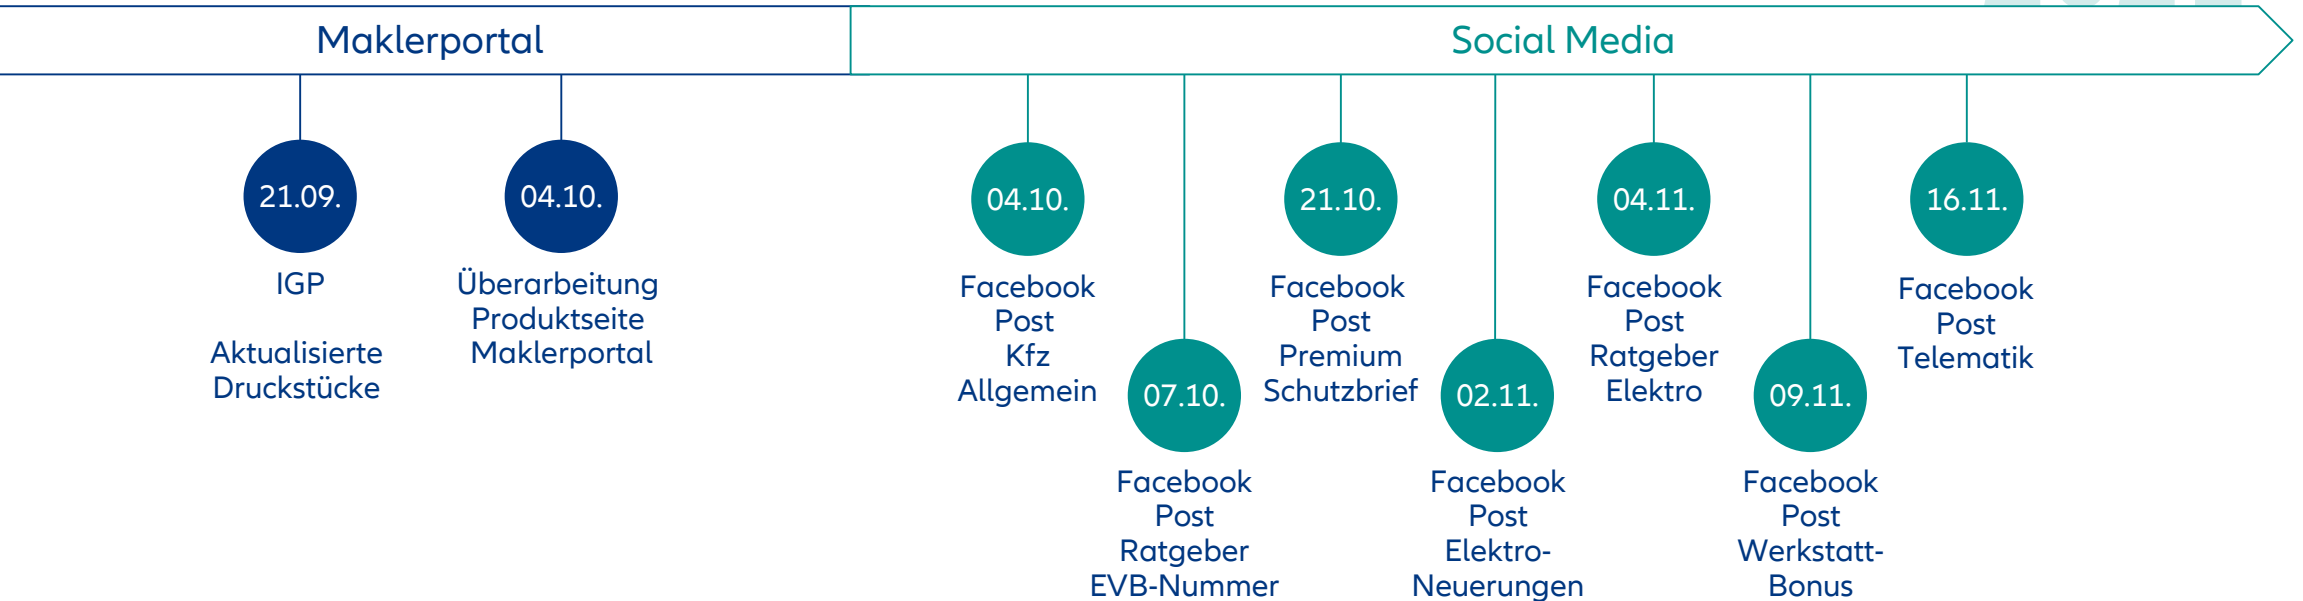 Maklerportal
Social Media
21.09.
IGP
Aktualisierte
Druckstücke
04.10.
Überarbeitung
Produktseite
Maklerportal
04.10.
Facebook
Post
Kfz
Allgemein
07.10.
Facebook
Post
Ratgeber
EVB-Nummer
21.10.
Facebook
Post
Premium
Schutzbrief
02.11.
Facebook
Post
Elektro-
Neuerungen
04.11.
Facebook
Post
Ratgeber
Elektro
09.11.
Facebook
Post
Werkstatt-
Bonus
16.11.
Facebook
Post
Telematik